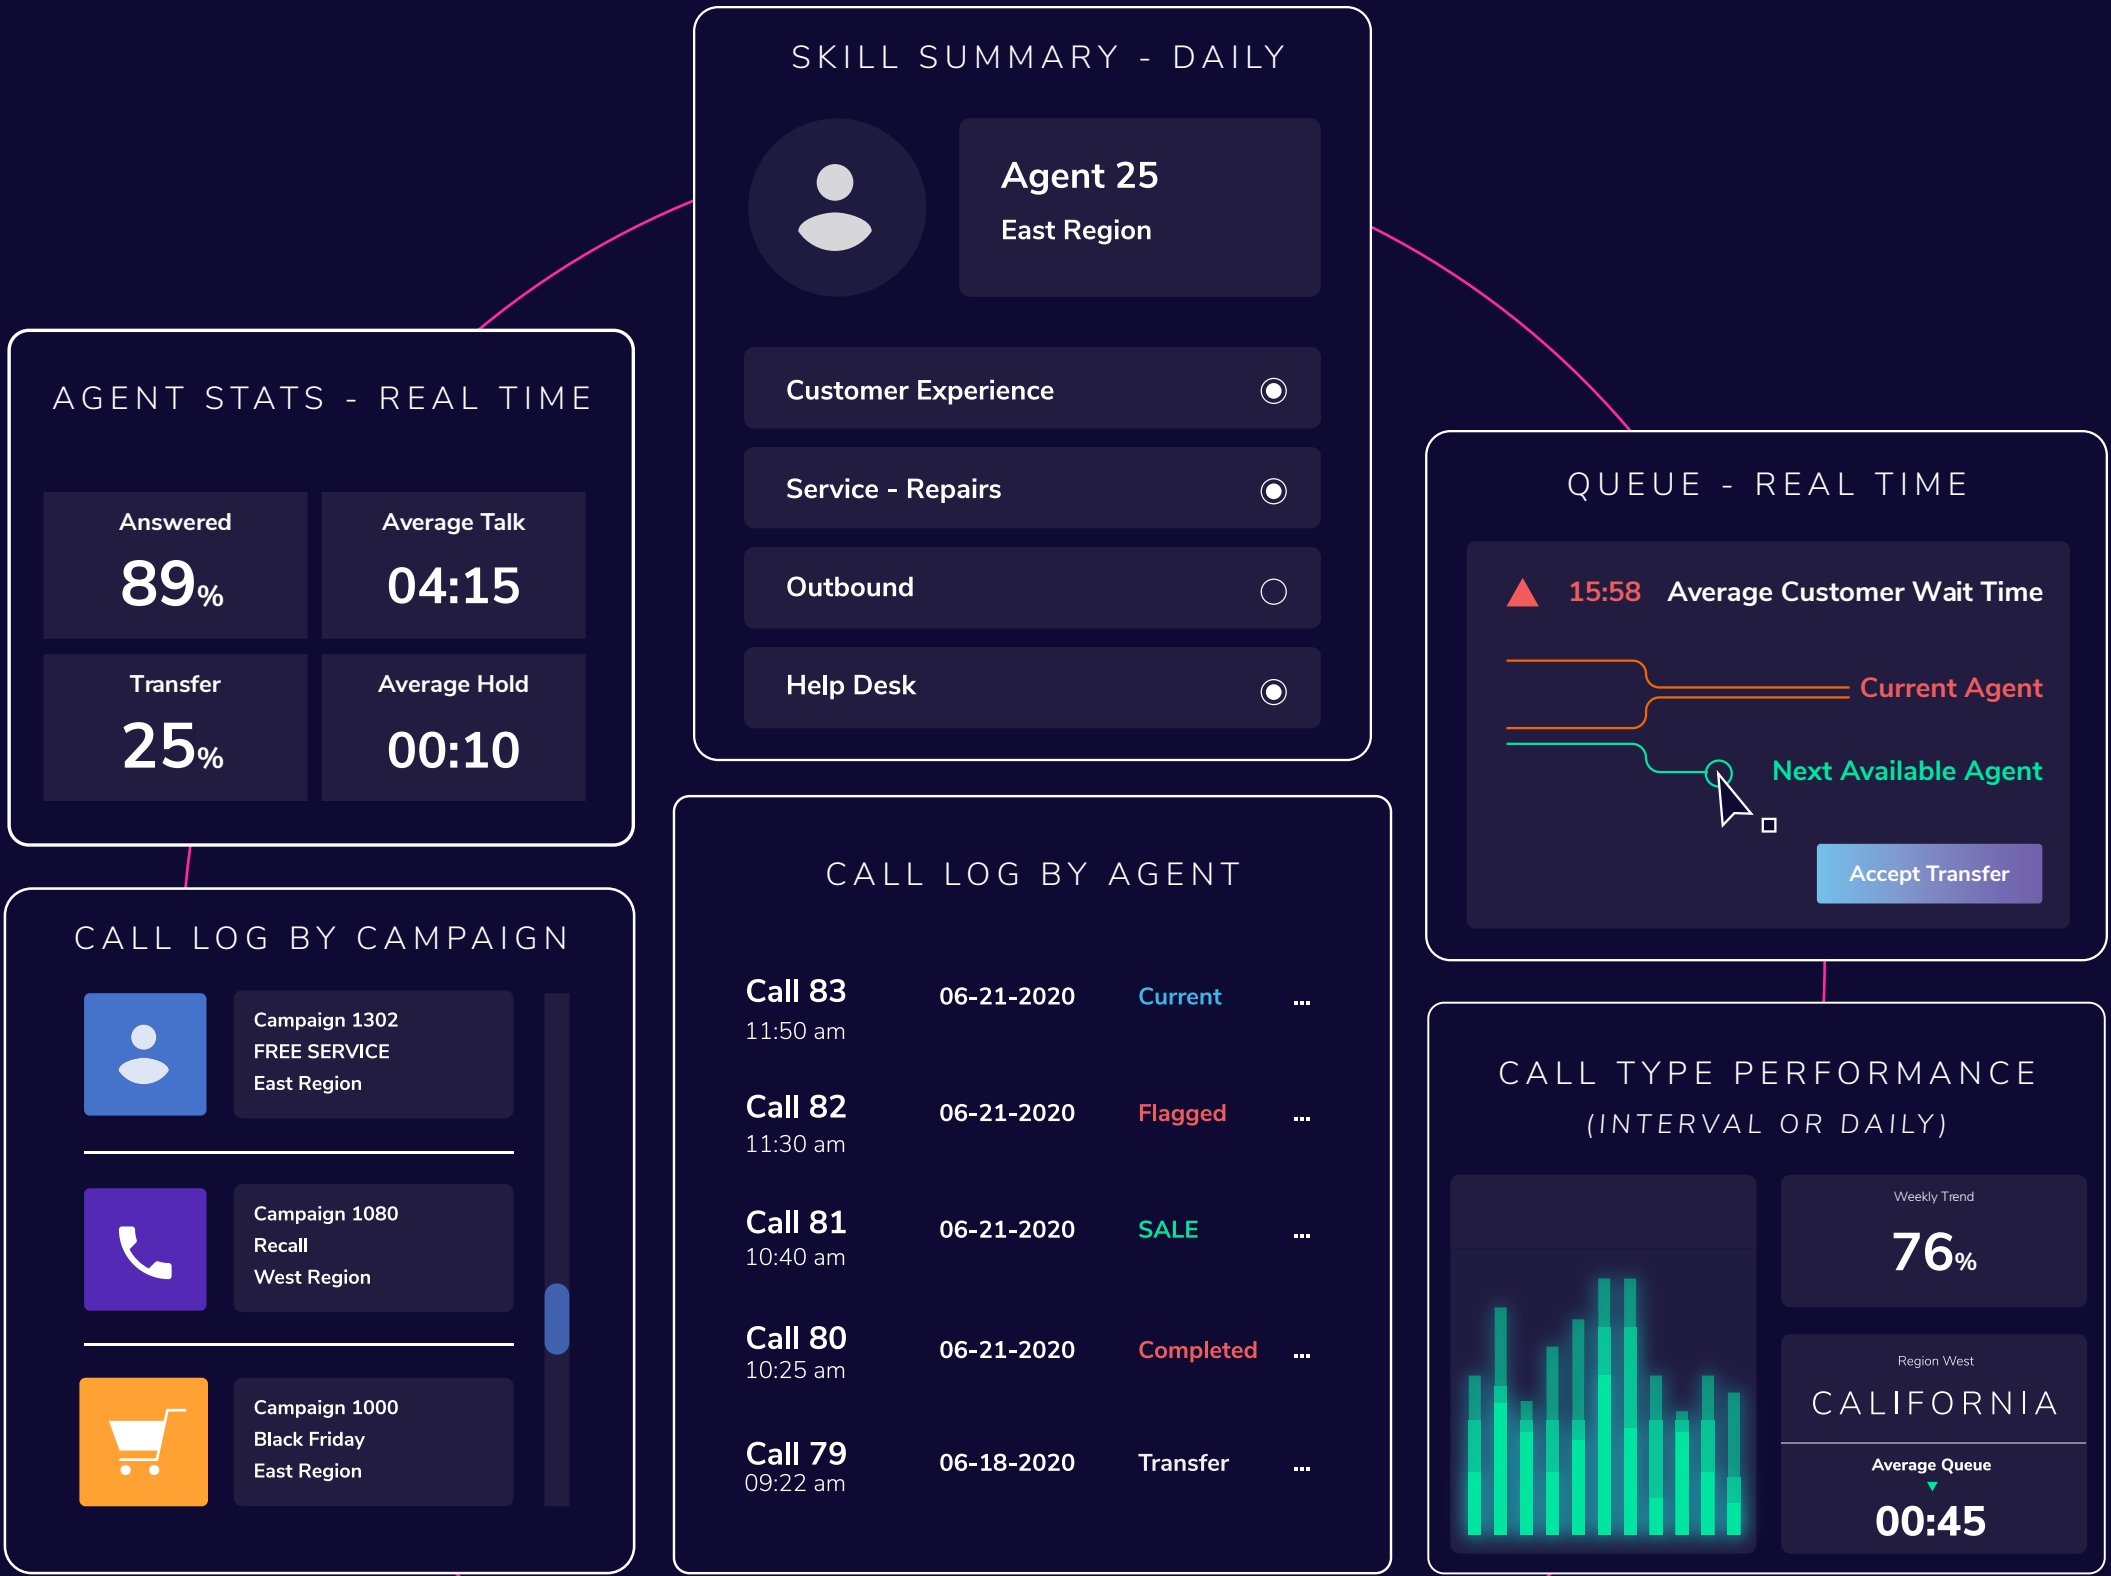 SKILL SUMMARY - DAILY
Agent 25
East Region
Customer Experience
Service - Repairs
Outbound
Help Desk
AGENT STATS - REAL TIME
Answered
89%
Average Talk
04:15
Transfer
25%
Average Hold
00:10
QUEUE - REAL TIME
15:58 Average Customer Wait Time
Current Agent
Next Available Agent
Accept Transfer
CALL LOG BY CAMPAIGN
Campaign 1302
FREE SERVICE
East Region
Campaign 1080
Recall
West Region
Campaign 1000
Black Friday
East Region
CALL LOG BY AGENT
Call 83 06-21-2020 Current ...
11:50 am
Call 82 06-21-2020 Flagged ...
11:30 am
Call 81 06-21-2020 SALE ...
10:40 am
Call 80 06-21-2020 Completed ...
10:25 am
Call 79 06-18-2020 Transfer ...
09:22 am
CALL TYPE PERFORMANCE
(INTERVAL OR DAILY)
Weekly Trend
76%
Region West
CALIFORNIA
Average Queue
00:45